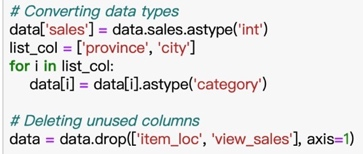 # Converting data types
data['sales'] = data.sales.astype('int')
list_col = ['province', 'city']
for i in list_col:
    data[i] = data[i].astype('category')

# Deleting unused columns
data = data.drop(['item_loc', 'view_sales'], axis=1)